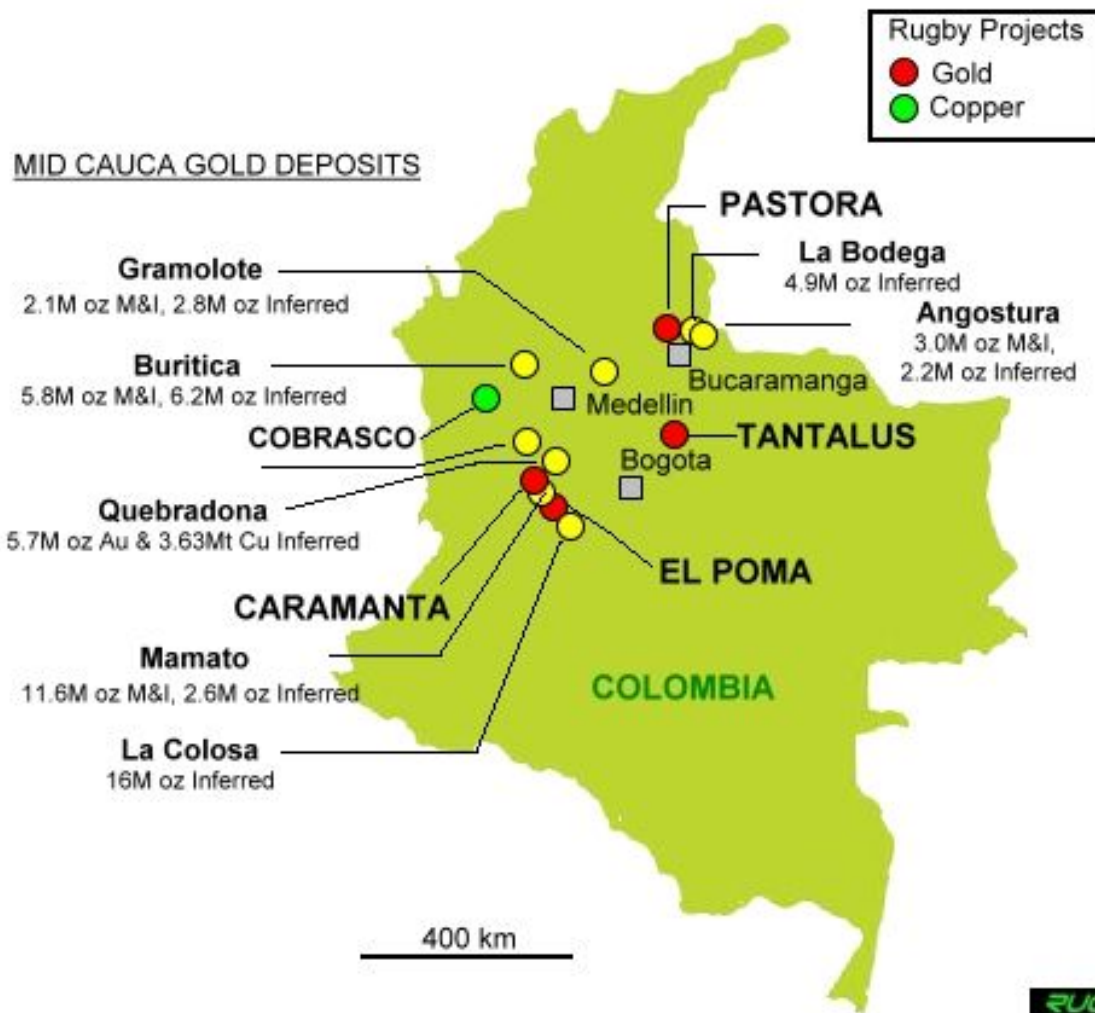 Rugby Projects
Gold
Copper
MID CAUCA GOLD DEPOSITS
PASTORA
La Bodega
4.9M oz Inferred
Gramolote
2.1M oz M&I, 2.8M oz Inferred
Angostura
3.0M oz M&I,
2.2M oz Inferred
Buritica
5.8M oz M&I, 6.2M oz Inferred
Bucaramanga
Medellin
COBRASCO
TANTALUS
Bogota
Quebradona
5.7M oz Au & 3.63Mt Cu Inferred
EL POMA
CARAMANTA
Mamato
11.6M oz M&I, 2.6M oz Inferred
COLOMBIA
La Colosa
16M oz Inferred
400 km